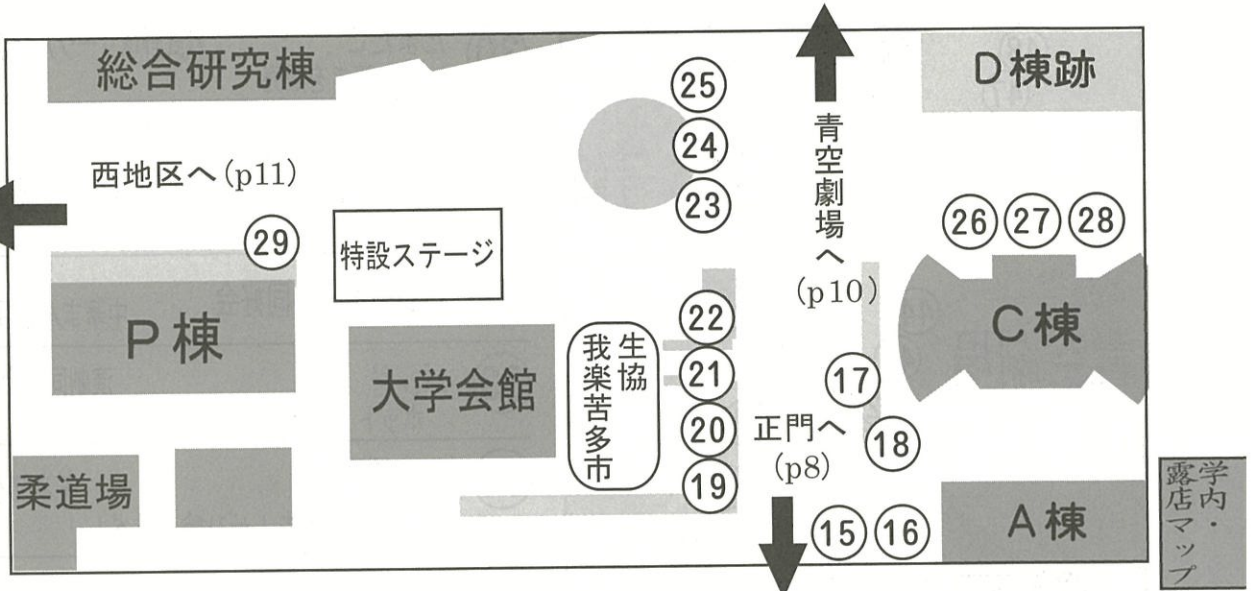 総合研究棟
㉕
D棟跡
㉔
青空劇場へ
(p10)
西地区へ(p11)
㉓
㉖ ㉗ ㉘
㉙
特設ステージ
P棟
㉒
C棟
大学会館
生協
我楽苦多市
㉑
⑰
⑳
正門へ
(p8)
⑱
柔道場
⑲
⑮ ⑯
A棟
学内・
露店マップ